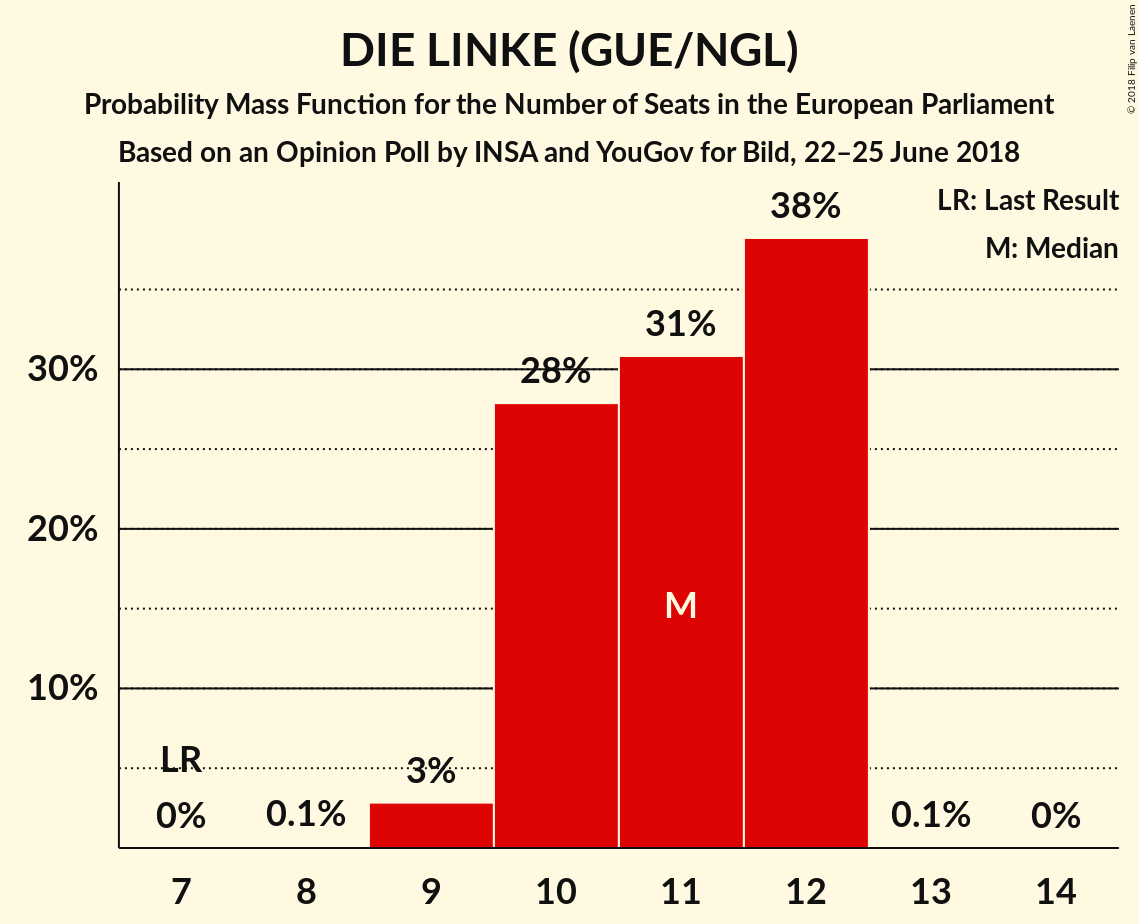 DIE LINKE (GUE/NGL)
Probability Mass Function for the Number of Seats in the European Parliament
Based on an Opinion Poll by INSA and YouGov for Bild, 22–25 June 2018
© 2018 Filip van Laenen
LR: Last Result
M: Median
38%
31%
28%
30%
20%
10%
M
LR
0%
0.1%
3%
0.1%
0%
7 8 9 10 11 12 13 14